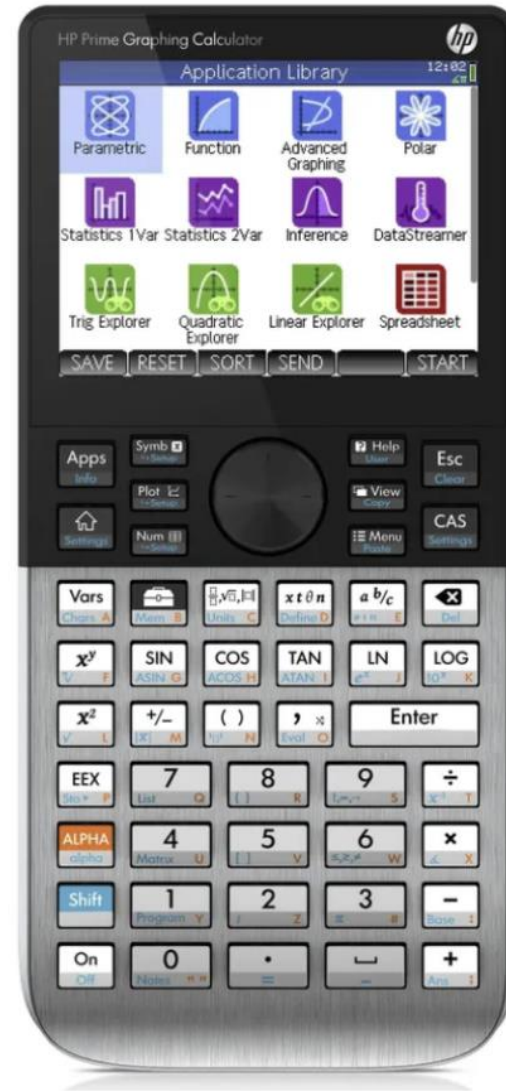 HP Prime Graphing Calculator
hp
Application Library 12:02
Parametric Function Advanced Graphing Polar
Statistics 1Var Statistics 2Var Inference DataStreamer
Trig Explorer Quadratic Explorer Linear Explorer Spreadsheet
SAVE RESET SORT SEND START
Apps Symb Help Esc
Info Setup User Clear
Plot View
Setup Copy
Num Menu CAS
Settings Setup Paste Settings
Vars x t θ n a b/c
Chars A Mem B Units C Define D E Del
xʸ SIN COS TAN LN LOG
F ASIN G ACOS H ATAN I eˣ J 10ˣ K
x² +/- ( ) , Enter
√ L |x| M N Eval O
EEX 7 8 9 ÷
Sto P List Q { } R S x⁻¹ T
ALPHA 4 5 6 ×
alpha Matrix U [ ] V ≤,≥,≠ W ∡ X
Shift 1 2 3 −
Program Y i Z π # Base :
On 0 . +
Off Notes " " = _ Ans ;